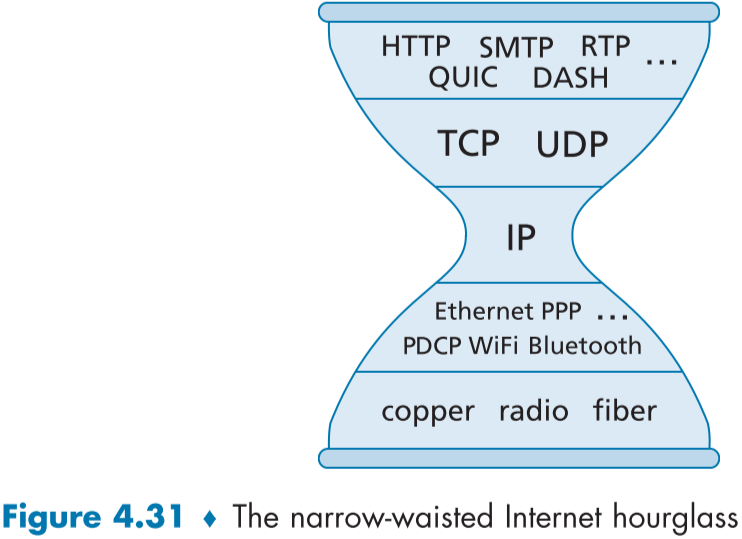 HTTP SMTP RTP ...
QUIC DASH
TCP UDP
IP
Ethernet PPP ...
PDCP WiFi Bluetooth
copper radio fiber
Figure 4.31 ♦ The narrow-waisted Internet hourglass